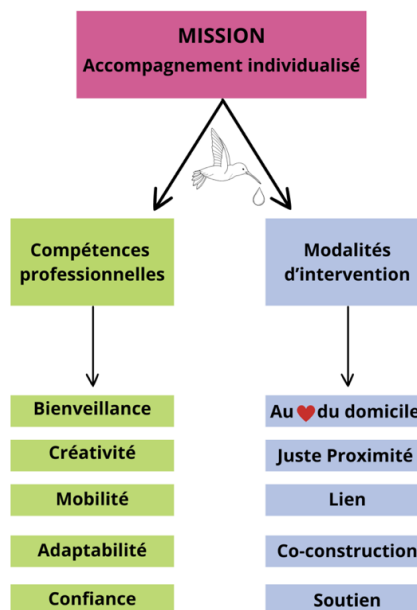 MISSION
Accompagnement individualisé
Compétences
professionnelles
Bienveillance
Créativité
Mobilité
Adaptabilité
Confiance
Modalités
d'intervention
Au ❤ du domicile
Juste Proximité
Lien
Co-construction
Soutien